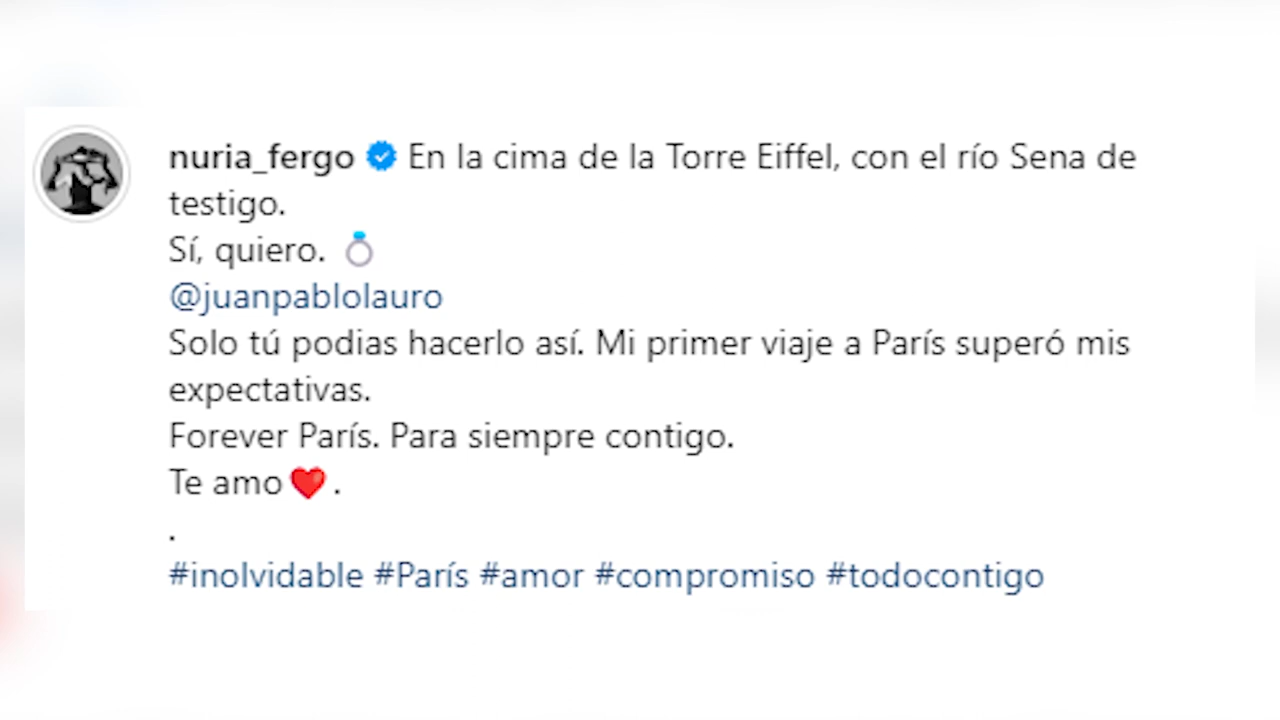 nuria_fergo En la cima de la Torre Eiffel, con el río Sena de
testigo.
Sí, quiero. 💍
@juanpablolauro
Solo tú podias hacerlo así. Mi primer viaje a París superó mis
expectativas.
Forever París. Para siempre contigo.
Te amo❤️.
.
#inolvidable #París #amor #compromiso #todocontigo